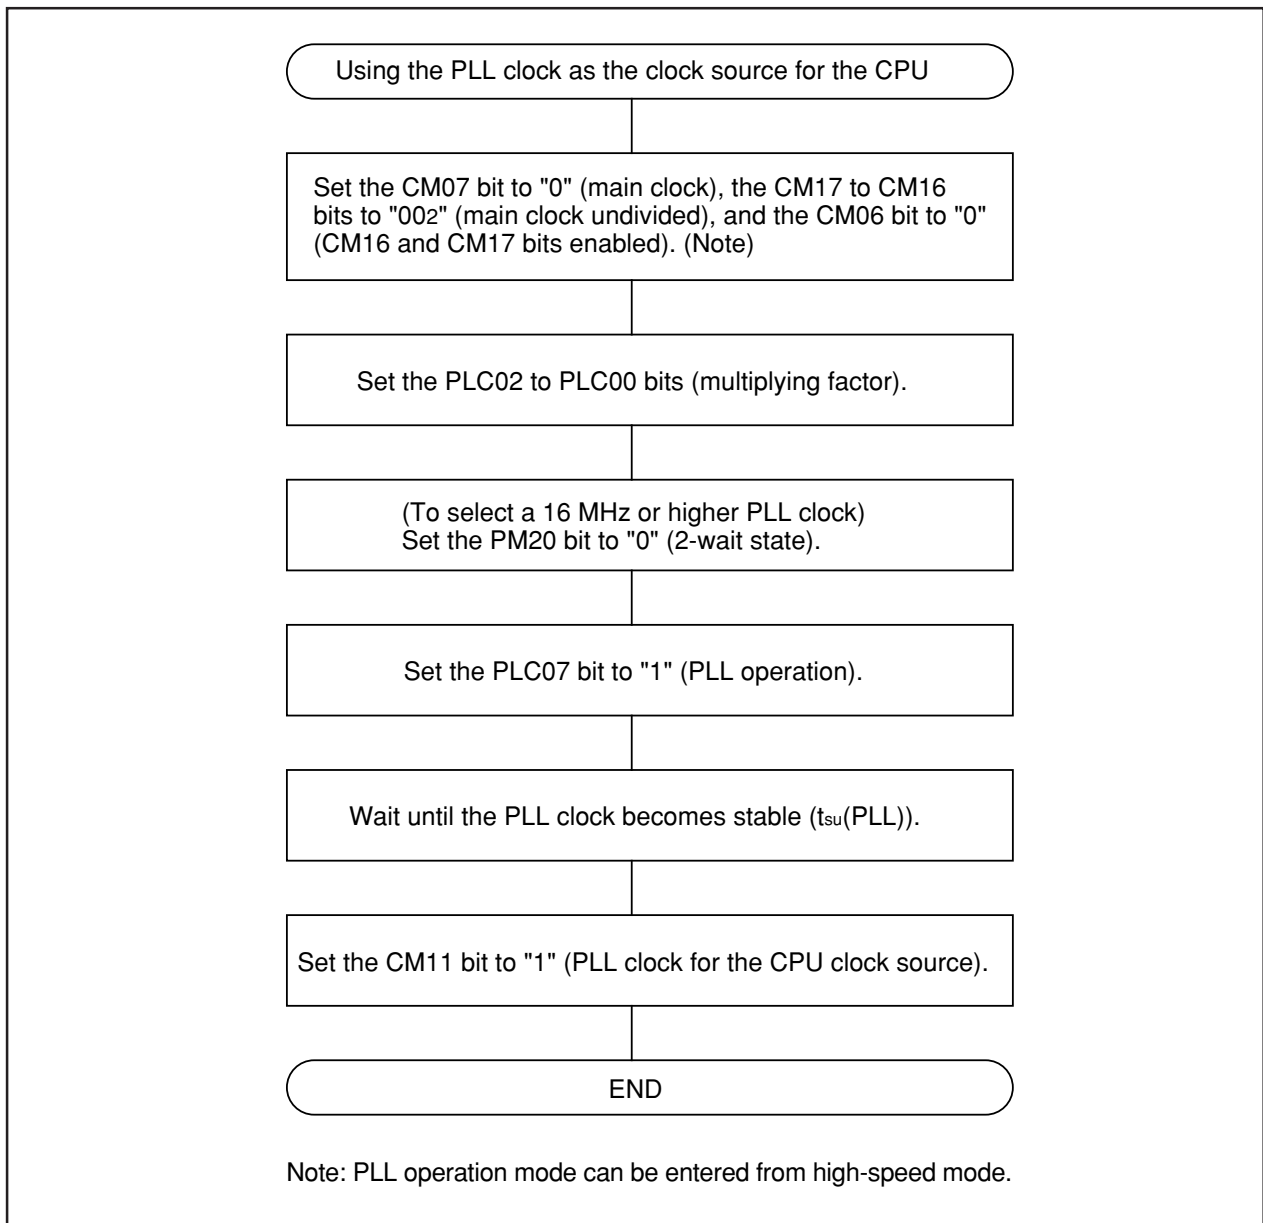 Using the PLL clock as the clock source for the CPU
Set the CM07 bit to "0" (main clock), the CM17 to CM16
bits to "002" (main clock undivided), and the CM06 bit to "0"
(CM16 and CM17 bits enabled). (Note)
Set the PLC02 to PLC00 bits (multiplying factor).
(To select a 16 MHz or higher PLL clock)
Set the PM20 bit to "0" (2-wait state).
Set the PLC07 bit to "1" (PLL operation).
Wait until the PLL clock becomes stable (tsu(PLL)).
Set the CM11 bit to "1" (PLL clock for the CPU clock source).
END
Note: PLL operation mode can be entered from high-speed mode.